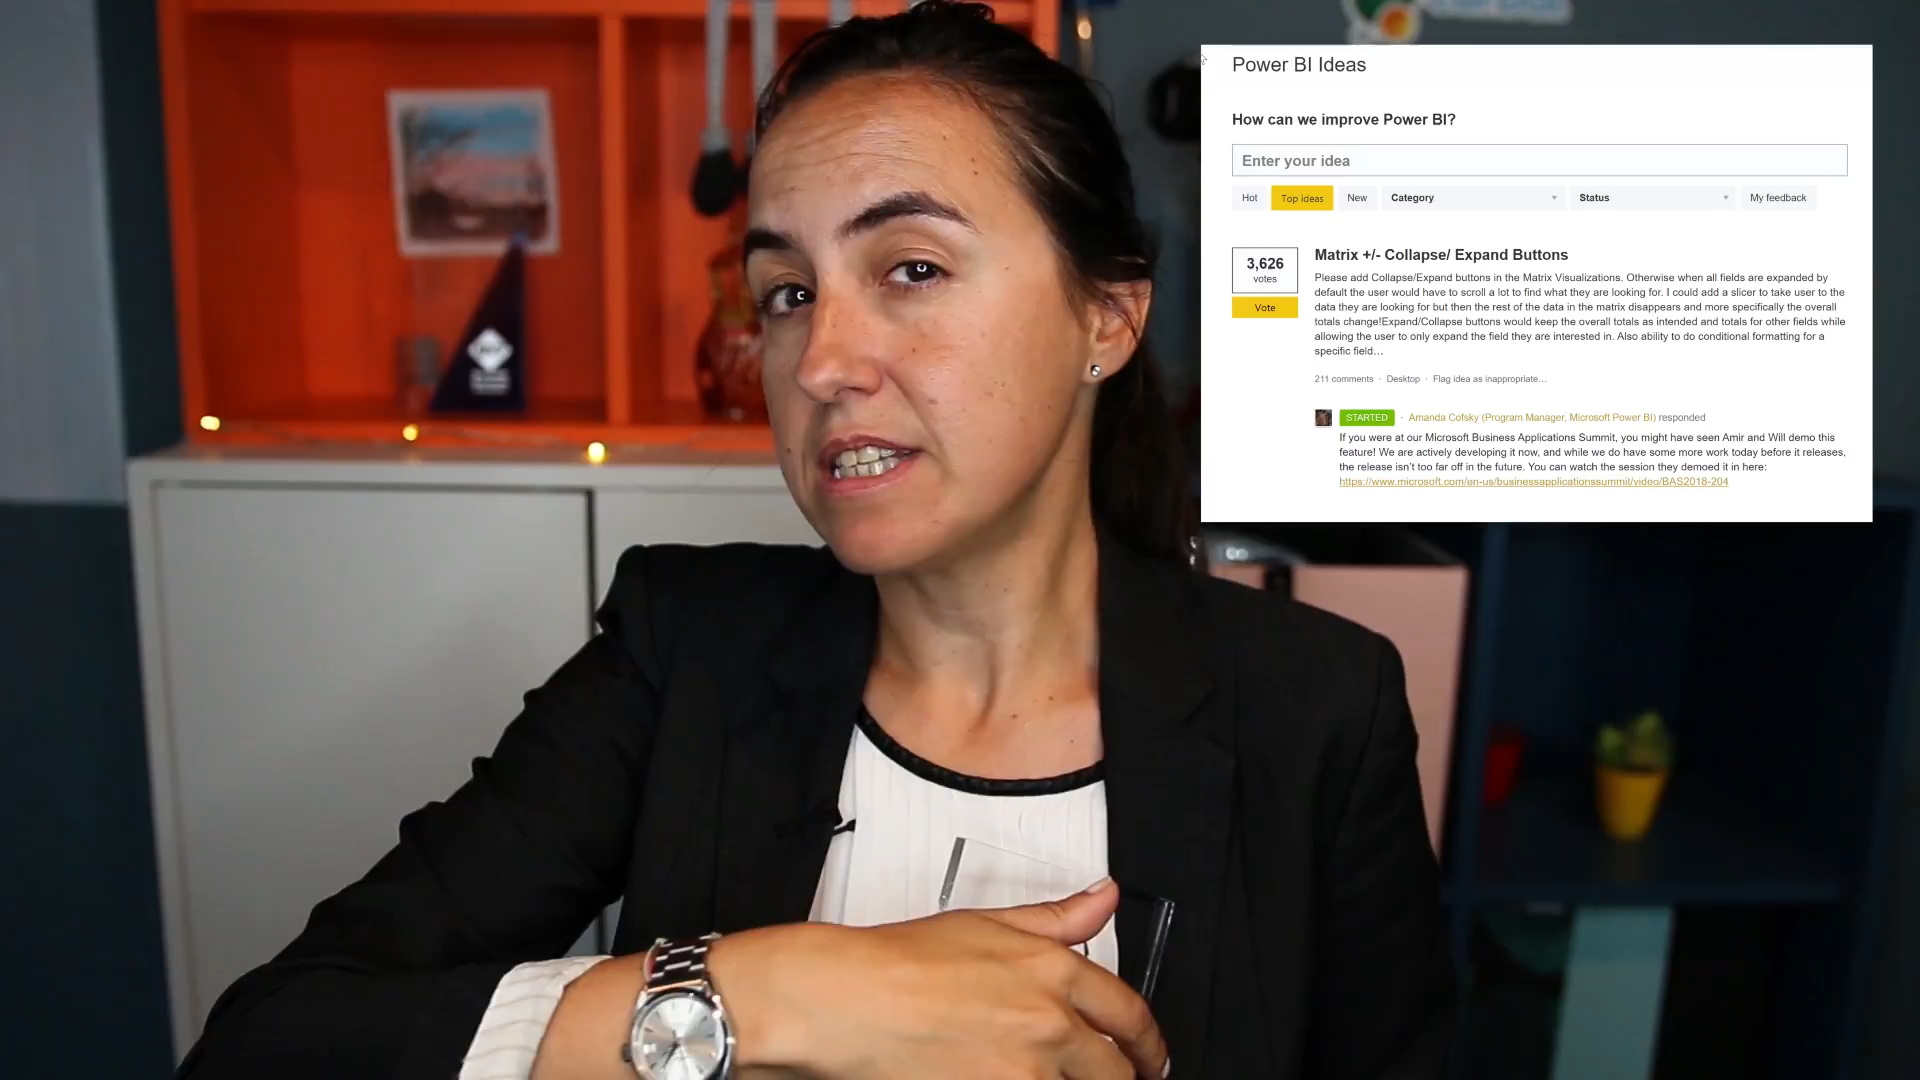 Power BI Ideas
How can we improve Power BI?
Enter your idea
Hot Top ideas New Category Status My feedback
3,626
votes
Vote
Matrix +/- Collapse/ Expand Buttons
Please add Collapse/Expand buttons in the Matrix Visualizations. Otherwise when all fields are expanded by
default the user would have to scroll a lot to find what they are looking for. I could add a slicer to take user to the
data they are looking for but then the rest of the data in the matrix disappears and more specifically the overall
totals change!Expand/Collapse buttons would keep the overall totals as intended and totals for other fields while
allowing the user to only expand the field they are interested in. Also ability to do conditional formatting for a
specific field…
211 comments · Desktop · Flag idea as inappropriate…
STARTED · Amanda Cofsky (Program Manager, Microsoft Power BI) responded
If you were at our Microsoft Business Applications Summit, you might have seen Amir and Will demo this
feature! We are actively developing it now, and while we do have some more work today before it releases,
the release isn't too far off in the future. You can watch the session they demoed it in here:
https://www.microsoft.com/en-us/businessapplicationssummit/video/BAS2018-204